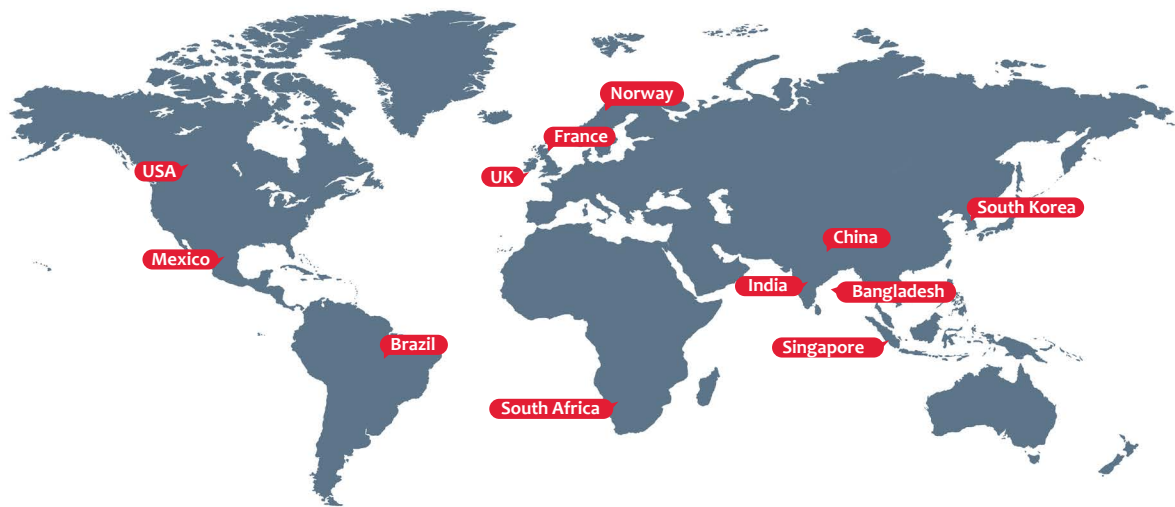 Norway
France
USA
UK
South Korea
China
Mexico
India
Bangladesh
Brazil
Singapore
South Africa